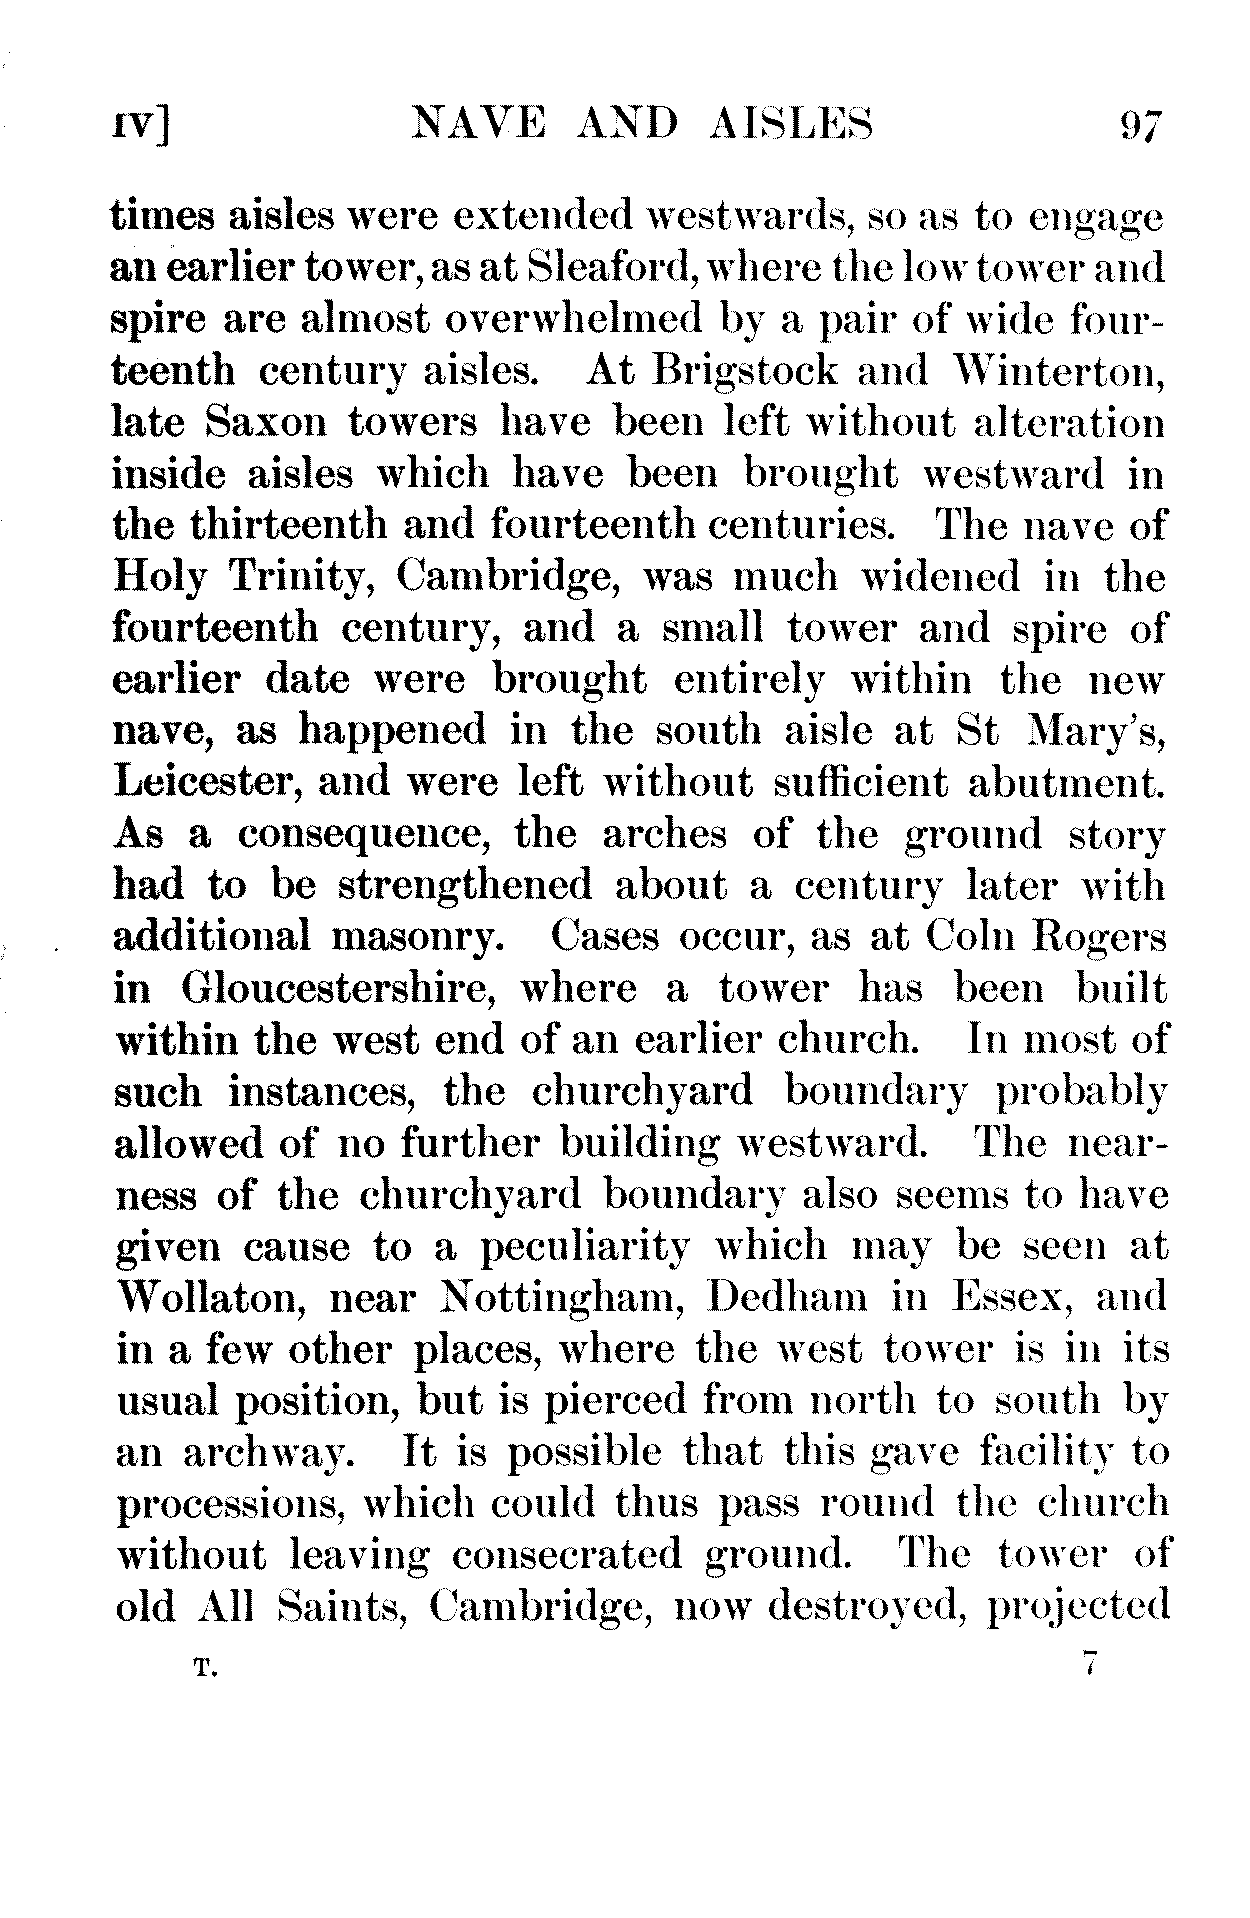 IV] NAVE AND AISLES 97
times aisles were extended westwards, so as to engage
an earlier tower, as at Sleaford, where the low tower and
spire are almost overwhelmed by a pair of wide four-
teenth century aisles. At Brigstock and Winterton,
late Saxon towers have been left without alteration
inside aisles which have been brought westward in
the thirteenth and fourteenth centuries. The nave of
Holy Trinity, Cambridge, was much widened in the
fourteenth century, and a small tower and spire of
earlier date were brought entirely within the new
nave, as happened in the south aisle at St Mary's,
Leicester, and were left without sufficient abutment.
As a consequence, the arches of the ground story
had to be strengthened about a century later with
additional masonry. Cases occur, as at Coln Rogers
in Gloucestershire, where a tower has been built
within the west end of an earlier church. In most of
such instances, the churchyard boundary probably
allowed of no further building westward. The near-
ness of the churchyard boundary also seems to have
given cause to a peculiarity which may be seen at
Wollaton, near Nottingham, Dedham in Essex, and
in a few other places, where the west tower is in its
usual position, but is pierced from north to south by
an archway. It is possible that this gave facility to
processions, which could thus pass round the church
without leaving consecrated ground. The tower of
old All Saints, Cambridge, now destroyed, projected
T. 7